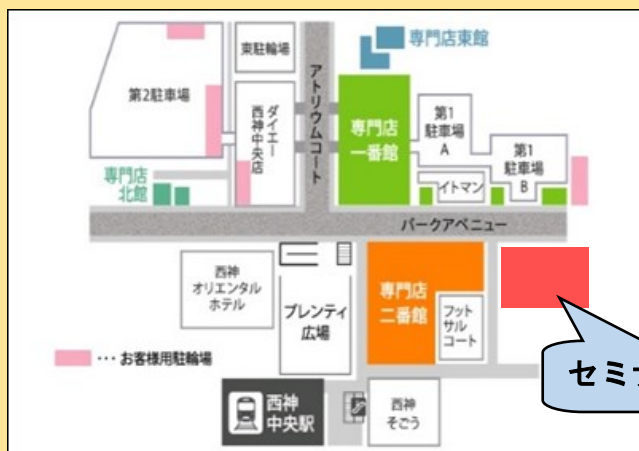 専門店東館
東駐輪場
アトリウムコート
第2駐車場
ダイエー
西神中央店
専門店
一番館
第1
駐車場
A
第1
駐車場
B
イトマン
専門店
北館
パークアベニュー
西神
オリエンタル
ホテル
プレンティ
広場
専門店
二番館
フット
サル
コート
セミ
･･･お客様用駐輪場
西神
中央駅
西神
そごう